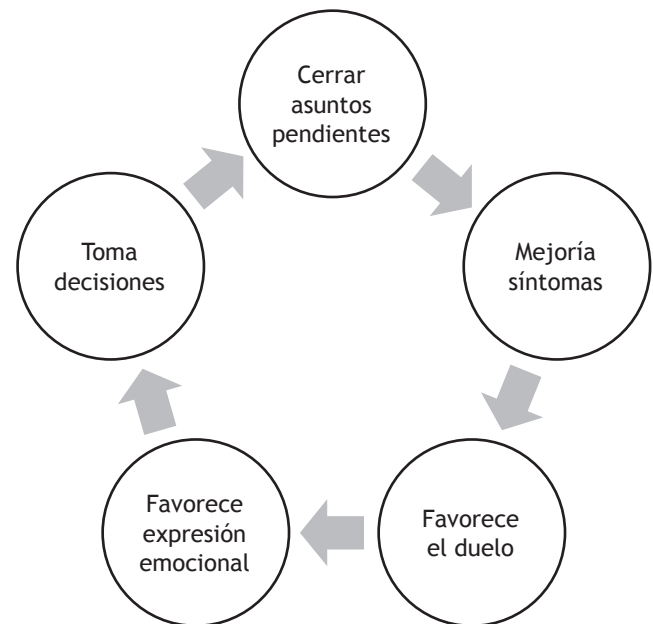 Cerrar
asuntos
pendientes
Mejoría
síntomas
Favorece
el duelo
Favorece
expresión
emocional
Toma
decisiones